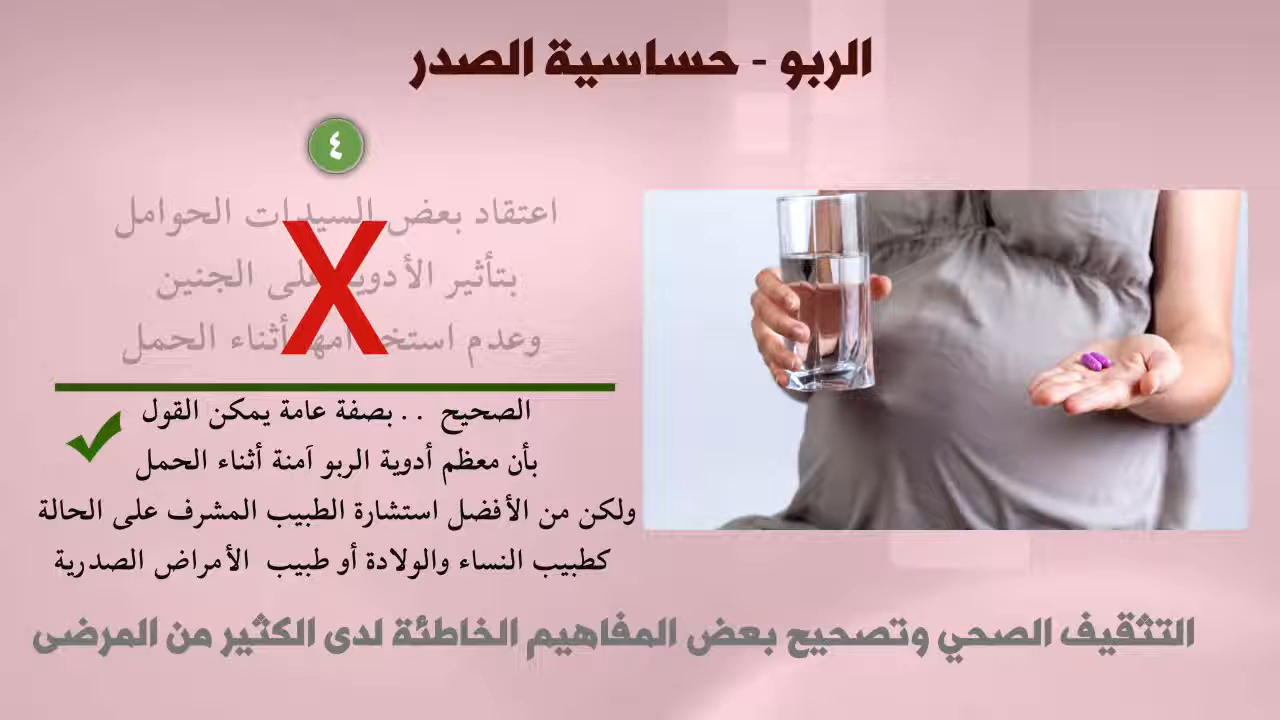 الربو - حساسية الصدر
٤
اعتقاد بعض السيدات الحوامل
بتأثير الأدوية على الجنين
وعدم استخدامها أثناء الحمل
X
الصحيح .. بصفة عامة يمكن القول
بأن معظم أدوية الربو آمنة أثناء الحمل
ولكن من الأفضل استشارة الطبيب المشرف على الحالة
كطبيب النساء والولادة أو طبيب الأمراض الصدرية
التثقيف الصحي وتصحيح بعض المفاهيم الخاطئة لدى الكثير من المرضى